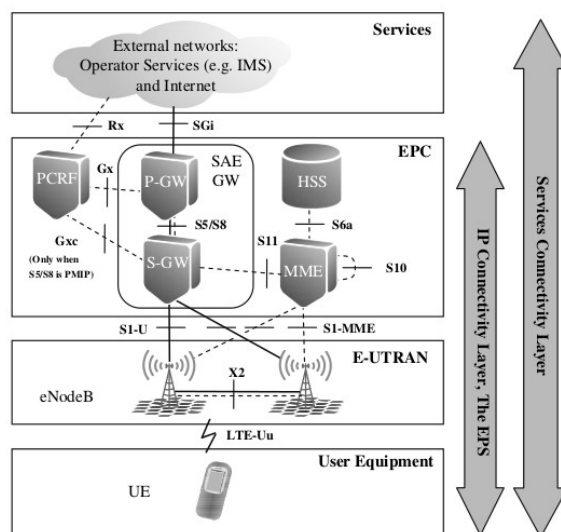 Services
External networks:
Operator Services (e.g. IMS)
and Internet
Rx
SGi
EPC
SAE
GW
PCRF
Gx
P-GW
HSS
S5/S8
S6a
Gxc
(Only when
S5/S8 is PMIP)
S-GW
S11
MME
S10
S1-U
S1-MME
E-UTRAN
X2
eNodeB
LTE-Uu
User Equipment
UE
IP Connectivity Layer, The EPS
Services Connectivity Layer